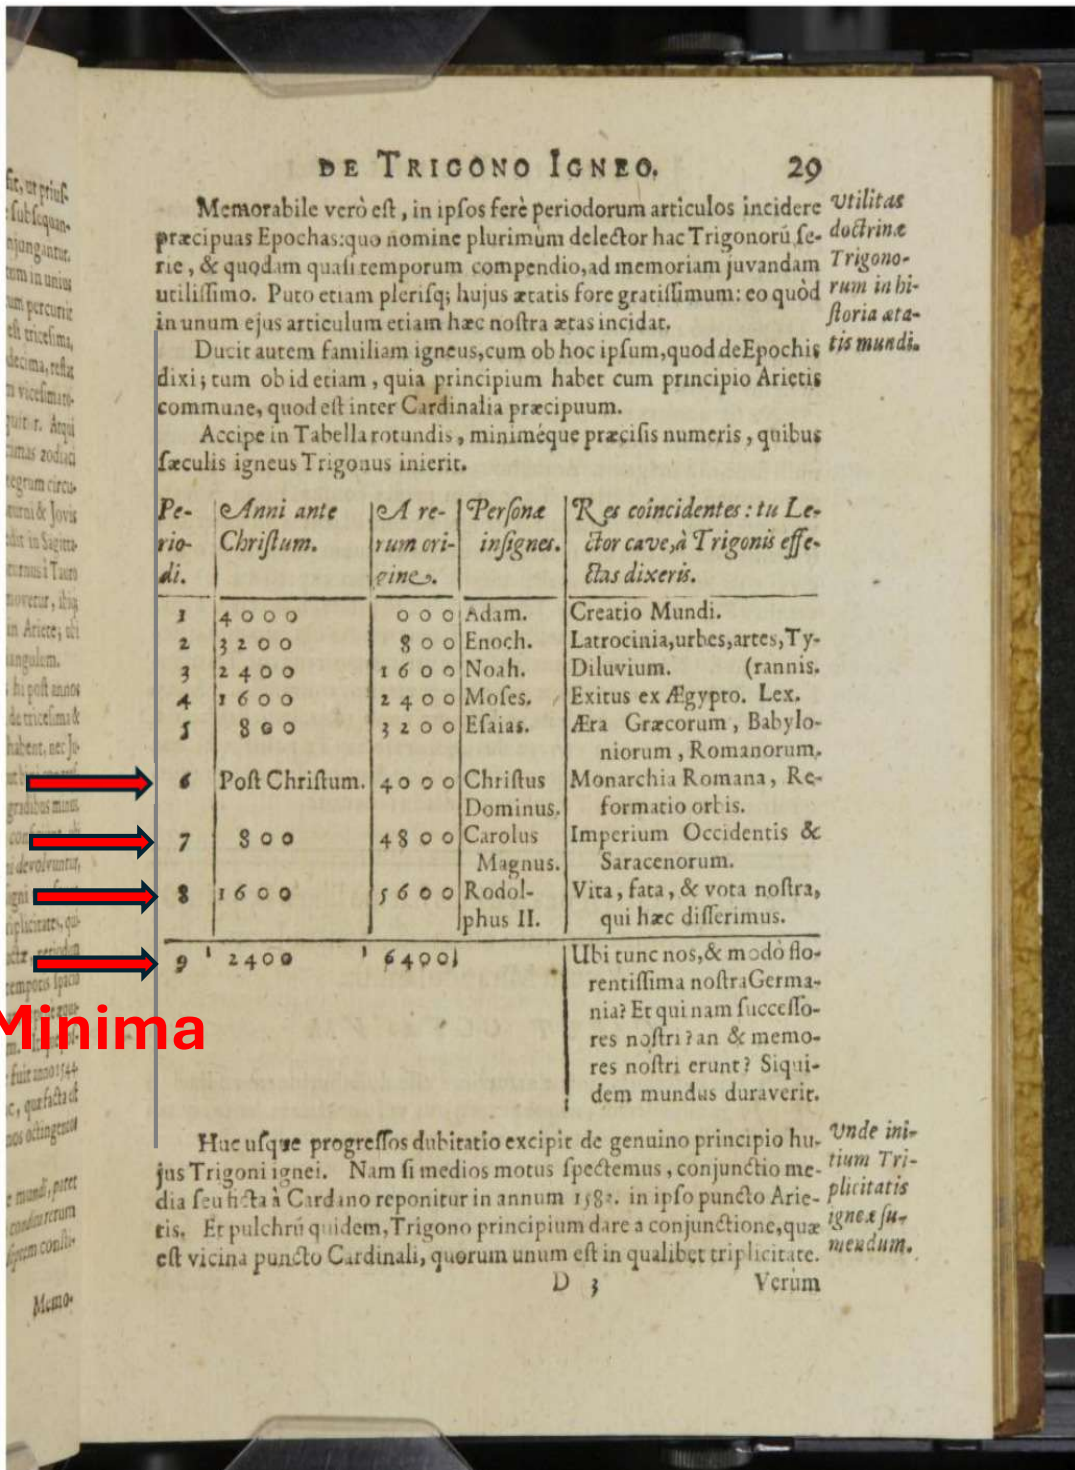 DE TRIGONO IGNEO. 29
Memorabile verò est, in ipsos ferè periodorum articulos incidere
præcipuas Epochas: quo nomine plurimùm delector hac Trigonorũ se-
rie, & quodam quasi temporum compendio, ad memoriam juvandam
utilissimo. Puto etiam plerisq; hujus ætatis fore gratissimum: eo quòd
in unum ejus articulum etiam hæc nostra ætas incidat.
Utilitas
doctrinæ
Trigono-
rum in hi-
storia æta-
tis mundi.
Ducit autem familiam igneus, cum ob hoc ipsum, quod de Epochis
dixi; tum ob id etiam, quia principium habet cum principio Arietis
commune, quod est inter Cardinalia præcipuum.
Accipe in Tabella rotundis, miniméque præcisis numeris, quibus
sæculis igneus Trigonus inierit.
Pe- | Anni ante | A re- | Personæ | Res coincidentes: tu Le-
rio- | Christum. | rum ori- | insignes. | ctor cave, à Trigonis effe-
di. | | gine. | | ctas dixeris.
1 | 4000 | 000 | Adam. | Creatio Mundi.
2 | 3200 | 800 | Enoch. | Latrocinia, urbes, artes, Ty-
3 | 2400 | 1600 | Noah. | Diluvium. (rannis.
4 | 1600 | 2400 | Moses. | Exitus ex Ægypto. Lex.
5 | 800 | 3200 | Esaias. | Æra Græcorum, Babylo-
niorum, Romanorum.
6 | Post Christum. | 4000 | Christus | Monarchia Romana, Re-
Dominus. | formatio orbis.
7 | 800 | 4800 | Carolus | Imperium Occidentis &
Magnus. | Saracenorum.
8 | 1600 | 5600 | Rodol- | Vita, fata, & vota nostra,
phus II. | qui hæc disserimus.
9 | 2400 | 6400 | | Ubi tunc nos, & modò flo-
rentissima nostra Germa-
nia? Et qui nam successo-
res nostri? an & memo-
res nostri erunt? Siqui-
dem mundus duraverit.
Minima
Huc usque progressos dubitatio excipit de genuino principio hu-
jus Trigoni ignei. Nam si medios motus spectemus, conjunctio me-
dia seu ficta à Cardano reponitur in annum 1582. in ipso puncto Arie-
tis. Et pulchrũ quidem, Trigono principium dare a conjunctione, quæ
est vicina puncto Cardinali, quorum unum est in qualibet triplicitate.
Unde ini-
tium Tri-
plicitatis
igneæ su-
mendum.
D 3 Verùm